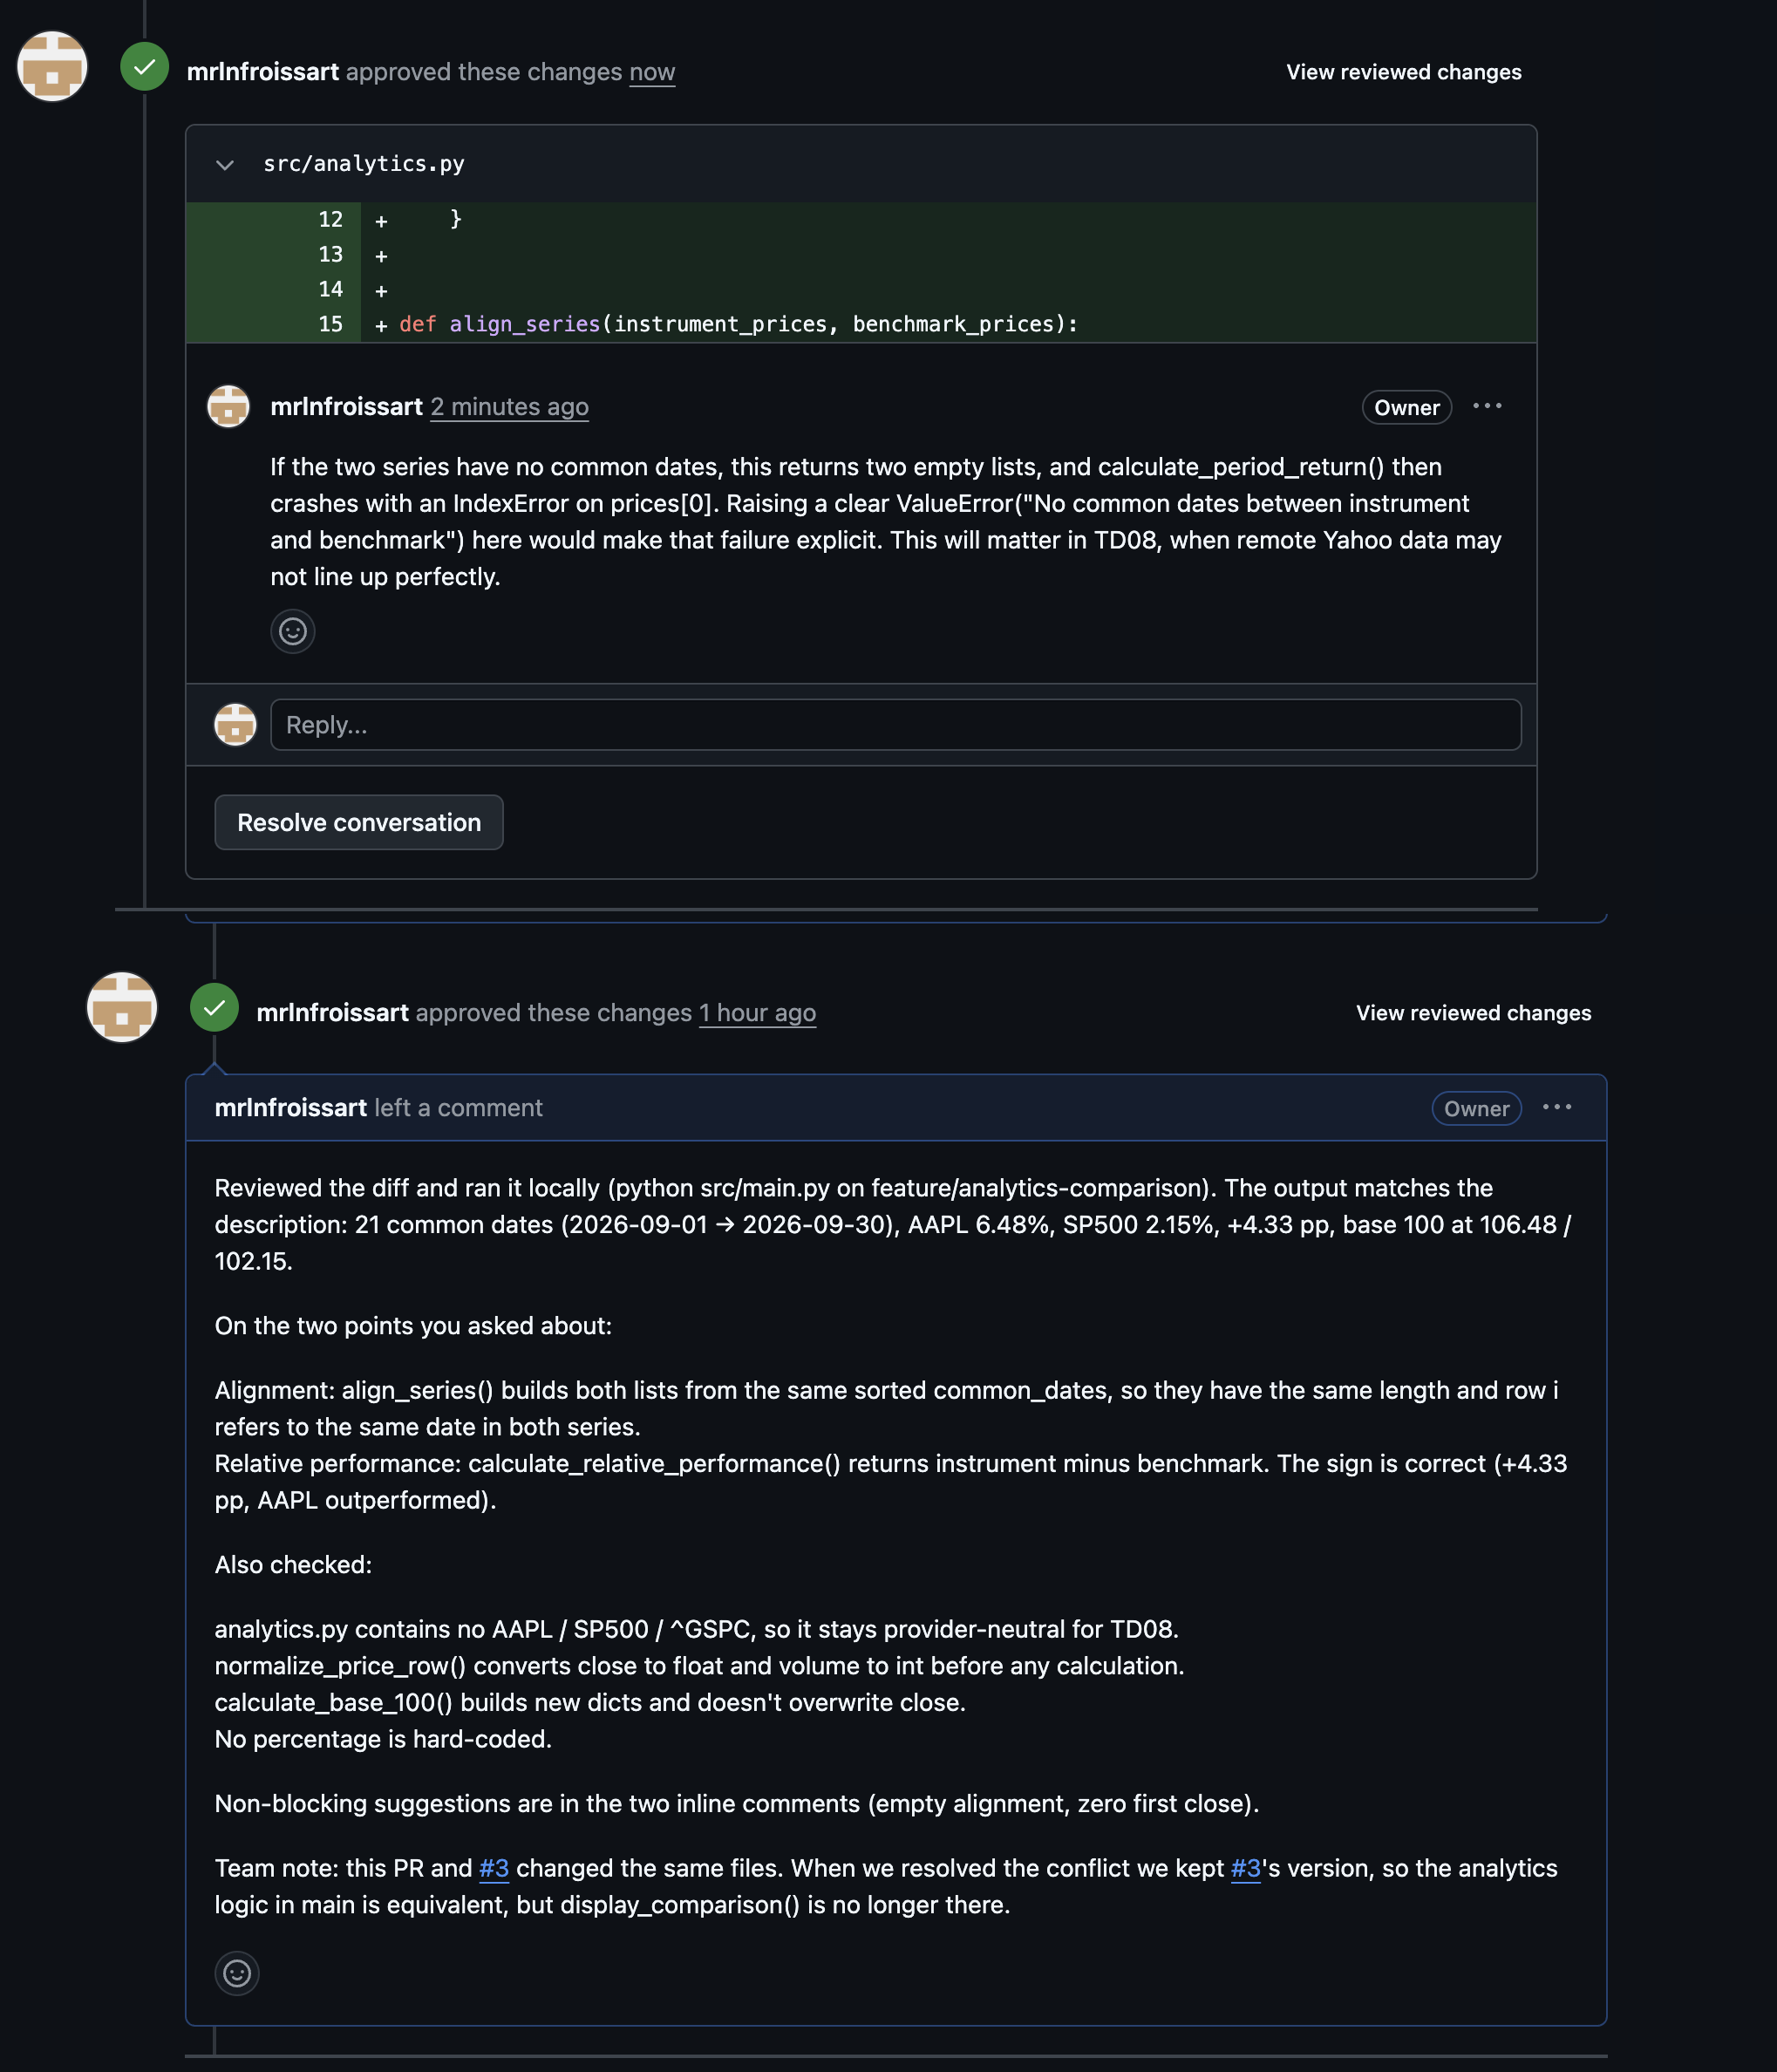 mrlnfroissart approved these changes now
View reviewed changes
src/analytics.py
12 + }
13 +
14 +
15 + def align_series(instrument_prices, benchmark_prices):
mrlnfroissart 2 minutes ago
Owner
If the two series have no common dates, this returns two empty lists, and calculate_period_return() then
crashes with an IndexError on prices[0]. Raising a clear ValueError("No common dates between instrument
and benchmark") here would make that failure explicit. This will matter in TD08, when remote Yahoo data may
not line up perfectly.
Reply...
Resolve conversation
mrlnfroissart approved these changes 1 hour ago
View reviewed changes
mrlnfroissart left a comment
Owner
Reviewed the diff and ran it locally (python src/main.py on feature/analytics-comparison). The output matches the
description: 21 common dates (2026-09-01 → 2026-09-30), AAPL 6.48%, SP500 2.15%, +4.33 pp, base 100 at 106.48 /
102.15.
On the two points you asked about:
Alignment: align_series() builds both lists from the same sorted common_dates, so they have the same length and row i
refers to the same date in both series.
Relative performance: calculate_relative_performance() returns instrument minus benchmark. The sign is correct (+4.33
pp, AAPL outperformed).
Also checked:
analytics.py contains no AAPL / SP500 / ^GSPC, so it stays provider-neutral for TD08.
normalize_price_row() converts close to float and volume to int before any calculation.
calculate_base_100() builds new dicts and doesn't overwrite close.
No percentage is hard-coded.
Non-blocking suggestions are in the two inline comments (empty alignment, zero first close).
Team note: this PR and #3 changed the same files. When we resolved the conflict we kept #3's version, so the analytics
logic in main is equivalent, but display_comparison() is no longer there.